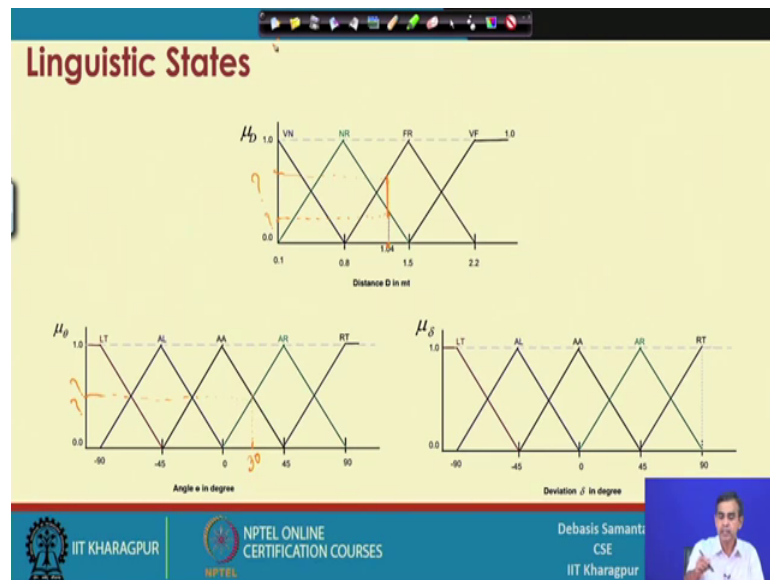 Linguistic States
μD
VN NR FR VF 1.0
1.0
?
?
0.0
1.04
0.1 0.8 1.5 2.2
Distance D in mt
μθ
LT AL AA AR RT
1.0
?
0.0
-90 -45 0 30 45 90
Angle θ in degree
μδ
LT AL AA AR RT
1.0
0.0
-90 -45 0 45 90
Deviation δ in degree
IIT KHARAGPUR
NPTEL
NPTEL ONLINE
CERTIFICATION COURSES
Debasis Samanta
CSE
IIT Kharagpur